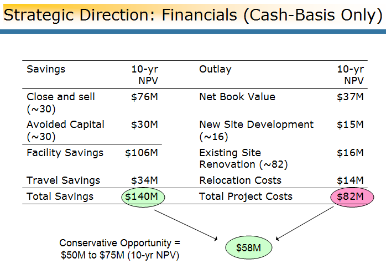 Strategic Direction: Financials (Cash-Basis Only)
Savings 10-yr Outlay 10-yr
NPV NPV
Close and sell $76M Net Book Value $37M
(~30)
Avoided Capital $30M New Site Development $15M
(~30) (~16)
Facility Savings $106M Existing Site $16M
Renovation (~82)
Travel Savings $34M Relocation Costs $14M
Total Savings $140M Total Project Costs $82M
Conservative Opportunity =
$50M to $75M (10-yr NPV)
$58M